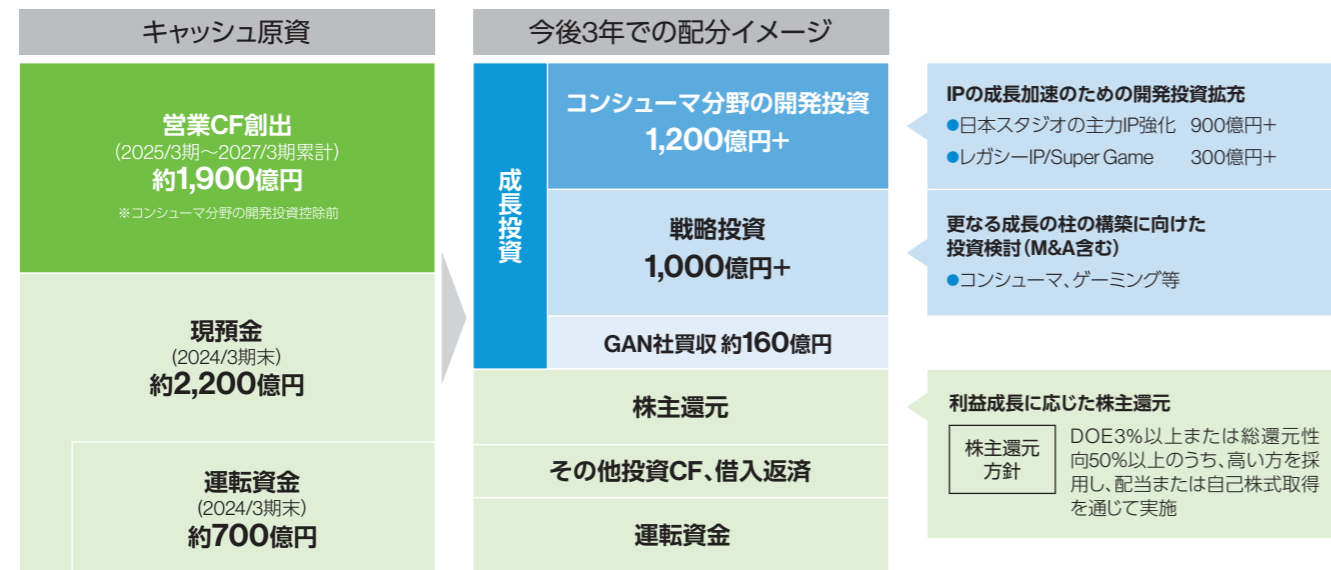 キャッシュ原資
営業CF創出
(2025/3期~2027/3期累計)
約1,900億円
※コンシューマ分野の開発投資控除前
現預金
(2024/3期末)
約2,200億円
運転資金
(2024/3期末)
約700億円
今後3年での配分イメージ
成長投資
コンシューマ分野の開発投資
1,200億円+
戦略投資
1,000億円+
GAN社買収 約160億円
株主還元
その他投資CF、借入返済
運転資金
IPの成長加速のための開発投資拡充
●日本スタジオの主力IP強化 900億円+
●レガシーIP/Super Game 300億円+
更なる成長の柱の構築に向けた
投資検討(M&A含む)
●コンシューマ、ゲーミング等
利益成長に応じた株主還元
株主還元
方針
DOE3%以上または総還元性
向50%以上のうち、高い方を採
用し、配当または自己株式取得
を通じて実施